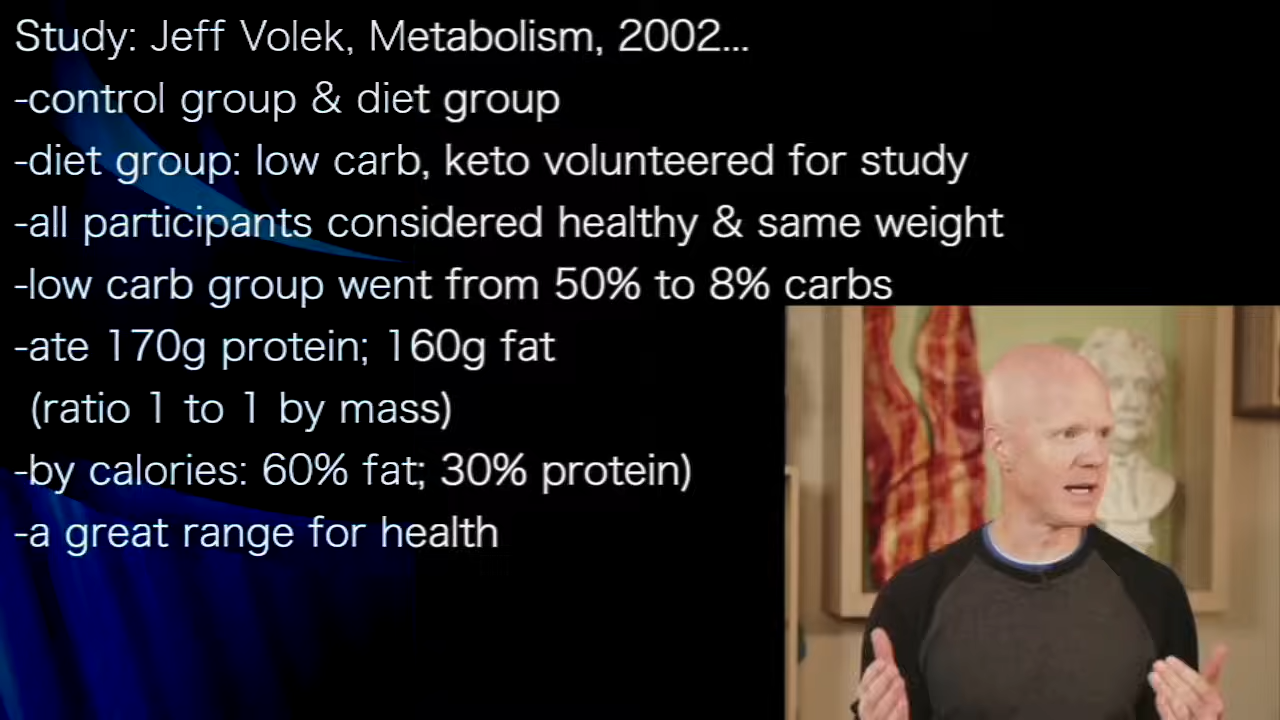 Study: Jeff Volek, Metabolism, 2002...
-control group & diet group
-diet group: low carb, keto volunteered for study
-all participants considered healthy & same weight
-low carb group went from 50% to 8% carbs
-ate 170g protein; 160g fat
(ratio 1 to 1 by mass)
-by calories: 60% fat; 30% protein)
-a great range for health